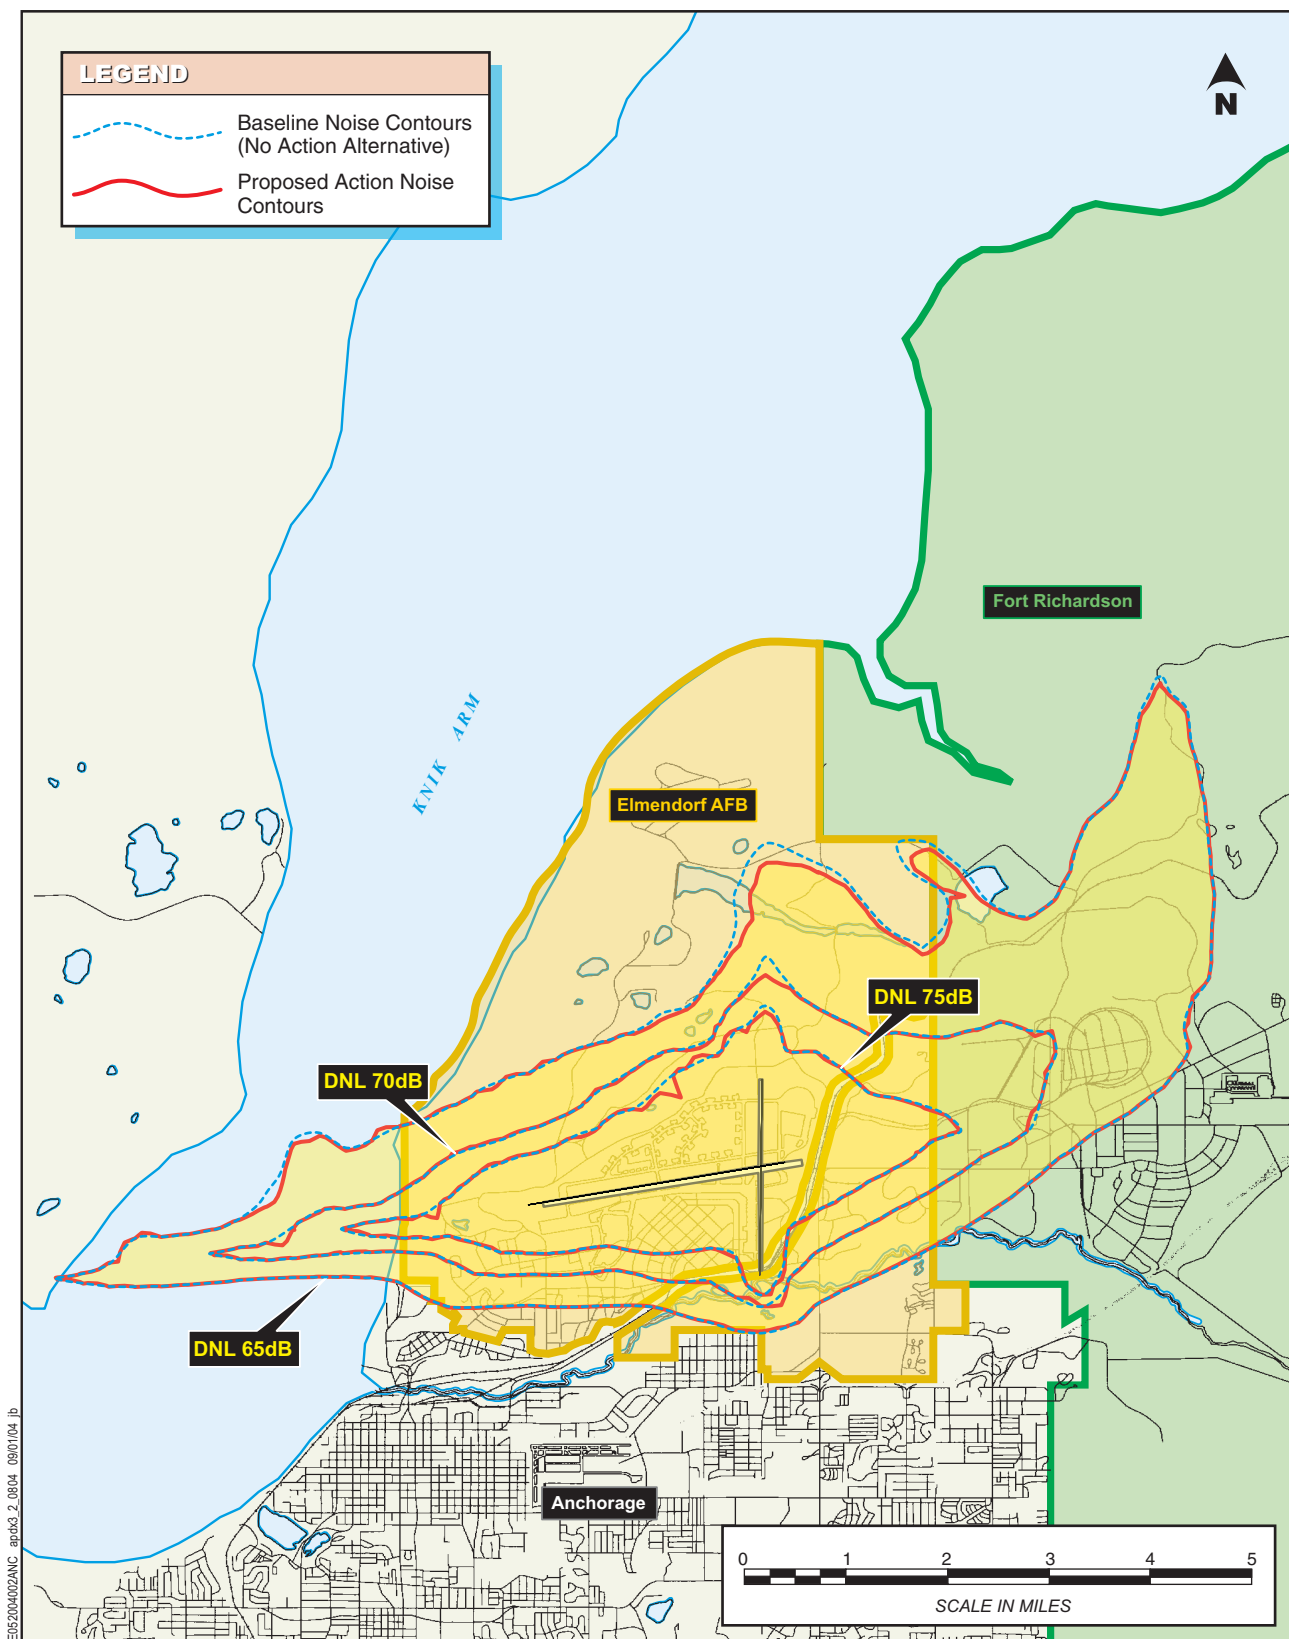 LEGEND
Baseline Noise Contours
(No Action Alternative)
Proposed Action Noise
Contours
N
Fort Richardson
KNIK ARM
Elmendorf AFB
DNL 75dB
DNL 70dB
DNL 65dB
Anchorage
0 1 2 3 4 5
SCALE IN MILES
E052004002ANC apdx3_2_0804 09/01/04 jb